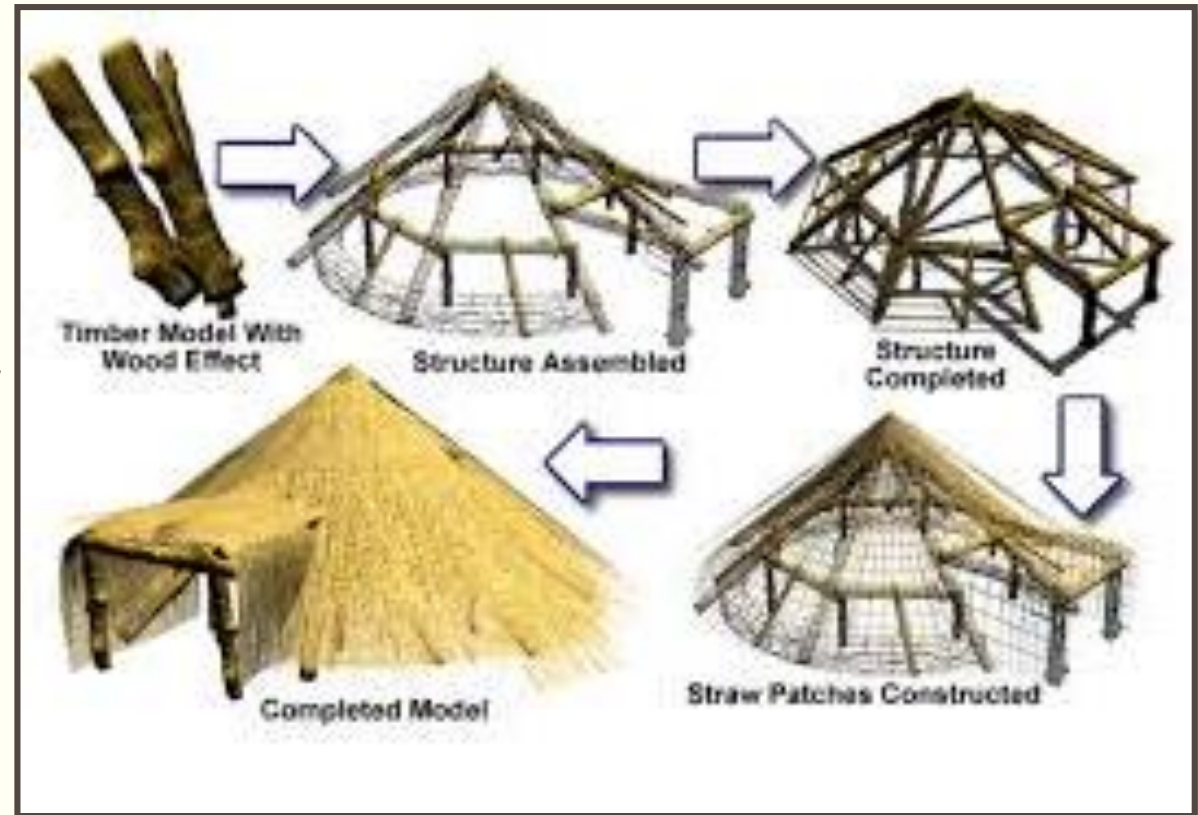 Timber Model With
Wood Effect
Structure Assembled
Structure
Completed
Straw Patches Constructed
Completed Model